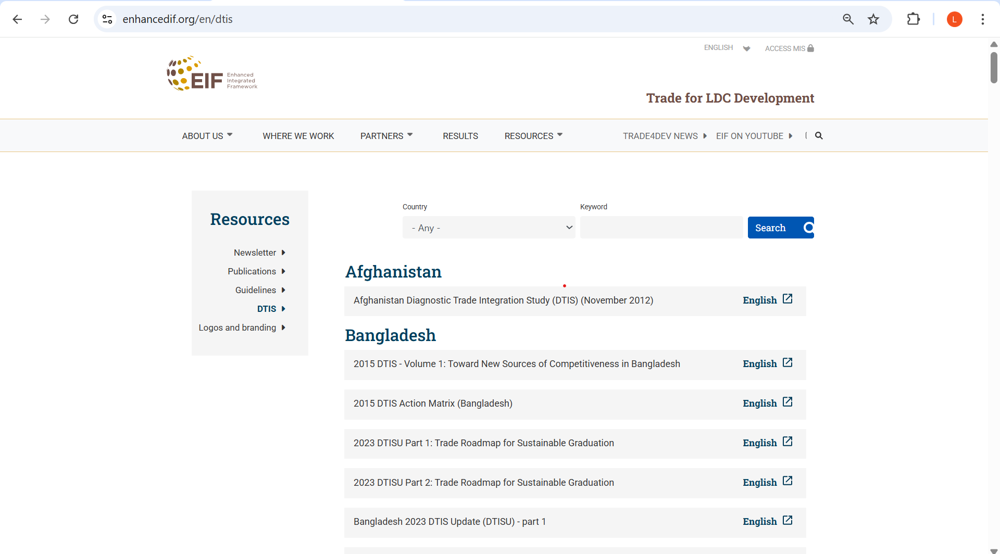 enhancedif.org/en/dtis
L
ENGLISH
ACCESS MIS
EIF Enhanced
Integrated
Framework
Trade for LDC Development
ABOUT US
WHERE WE WORK
PARTNERS
RESULTS
RESOURCES
TRADE4DEV NEWS
EIF ON YOUTUBE
Resources
Newsletter
Publications
Guidelines
DTIS
Logos and branding
Country
Keyword
- Any -
Search
Afghanistan
Afghanistan Diagnostic Trade Integration Study (DTIS) (November 2012) English
Bangladesh
2015 DTIS - Volume 1: Toward New Sources of Competitiveness in Bangladesh English
2015 DTIS Action Matrix (Bangladesh) English
2023 DTISU Part 1: Trade Roadmap for Sustainable Graduation English
2023 DTISU Part 2: Trade Roadmap for Sustainable Graduation English
Bangladesh 2023 DTIS Update (DTISU) - part 1 English